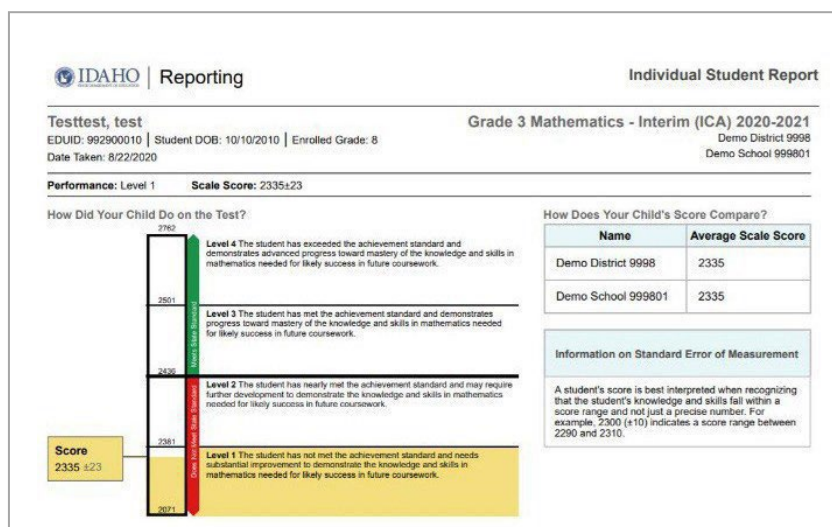 IDAHO | Reporting
Individual Student Report
Testtest, test
EDUID: 992900010 | Student DOB: 10/10/2010 | Enrolled Grade: 8
Date Taken: 8/22/2020
Grade 3 Mathematics - Interim (ICA) 2020-2021
Demo District 9998
Demo School 999801
Performance: Level 1 Scale Score: 2335±23
How Did Your Child Do on the Test?
2762
Level 4 The student has exceeded the achievement standard and
demonstrates advanced progress toward mastery of the knowledge and skills in
mathematics needed for likely success in future coursework.
2501
Level 3 The student has met the achievement standard and demonstrates
progress toward mastery of the knowledge and skills in mathematics needed
for likely success in future coursework.
Meets State Standard
2436
Level 2 The student has nearly met the achievement standard and may require
further development to demonstrate the knowledge and skills in mathematics
needed for likely success in future coursework.
Does Not Meet State Standard
2381
Level 1 The student has not met the achievement standard and needs
substantial improvement to demonstrate the knowledge and skills in
mathematics needed for likely success in future coursework.
2071
Score
2335 ±23
How Does Your Child's Score Compare?
Name Average Scale Score
Demo District 9998 2335
Demo School 999801 2335
Information on Standard Error of Measurement
A student's score is best interpreted when recognizing
that the student's knowledge and skills fall within a
score range and not just a precise number. For
example, 2300 (±10) indicates a score range between
2290 and 2310.